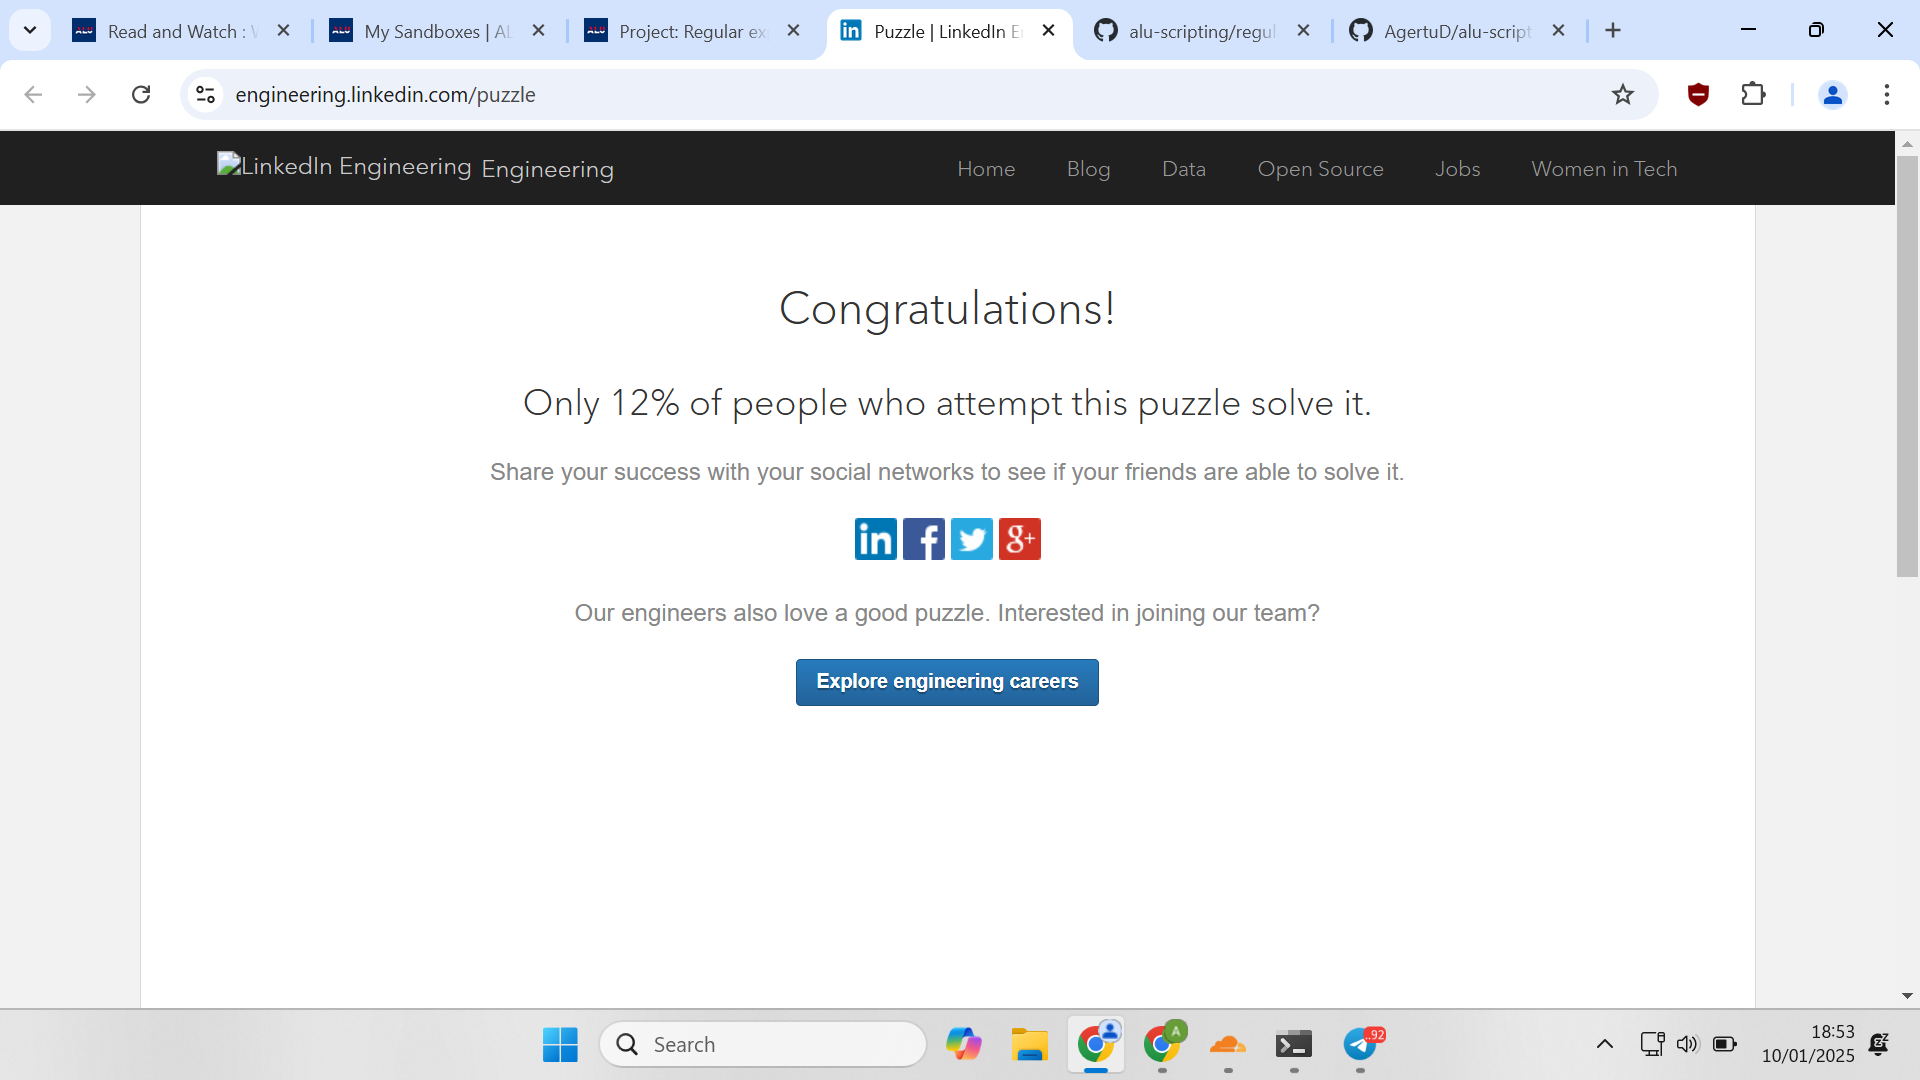 Read and Watch : W
My Sandboxes | AL
Project: Regular ex
Puzzle | LinkedIn E
alu-scripting/regul
AgertuD/alu-script
engineering.linkedin.com/puzzle
LinkedIn Engineering Engineering
Home Blog Data Open Source Jobs Women in Tech
Congratulations!
Only 12% of people who attempt this puzzle solve it.
Share your success with your social networks to see if your friends are able to solve it.
in f g+
Our engineers also love a good puzzle. Interested in joining our team?
Explore engineering careers
Search
A
..92
18:53
10/01/2025